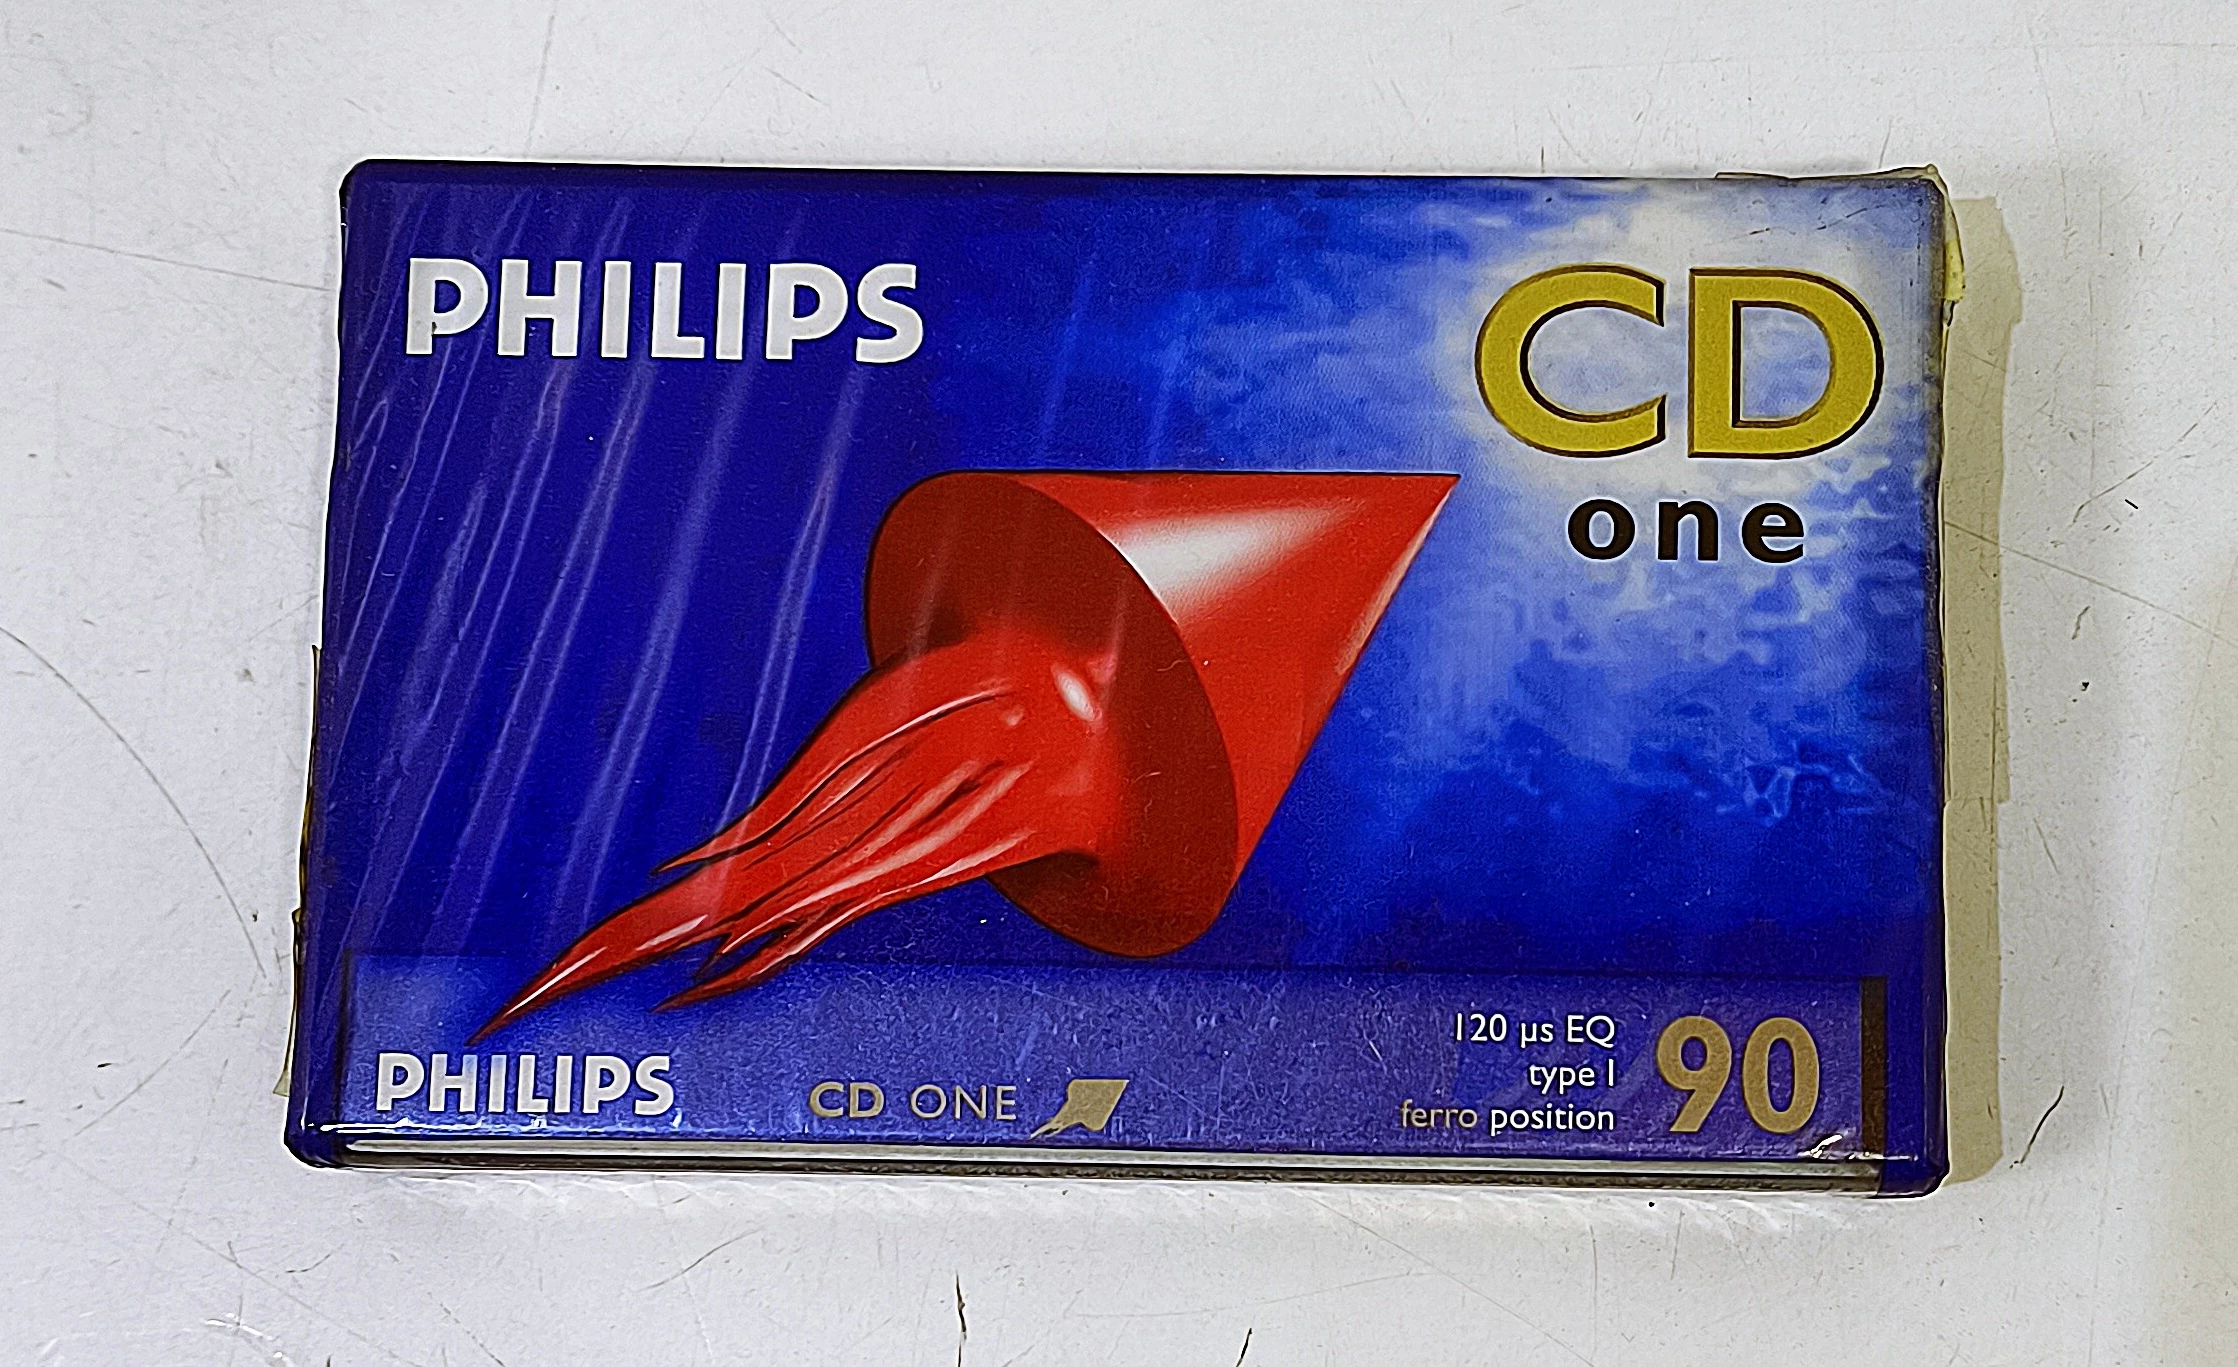 PHILIPS
CD
one
PHILIPS
CD ONE
120 µs EQ
type I
ferro position
90